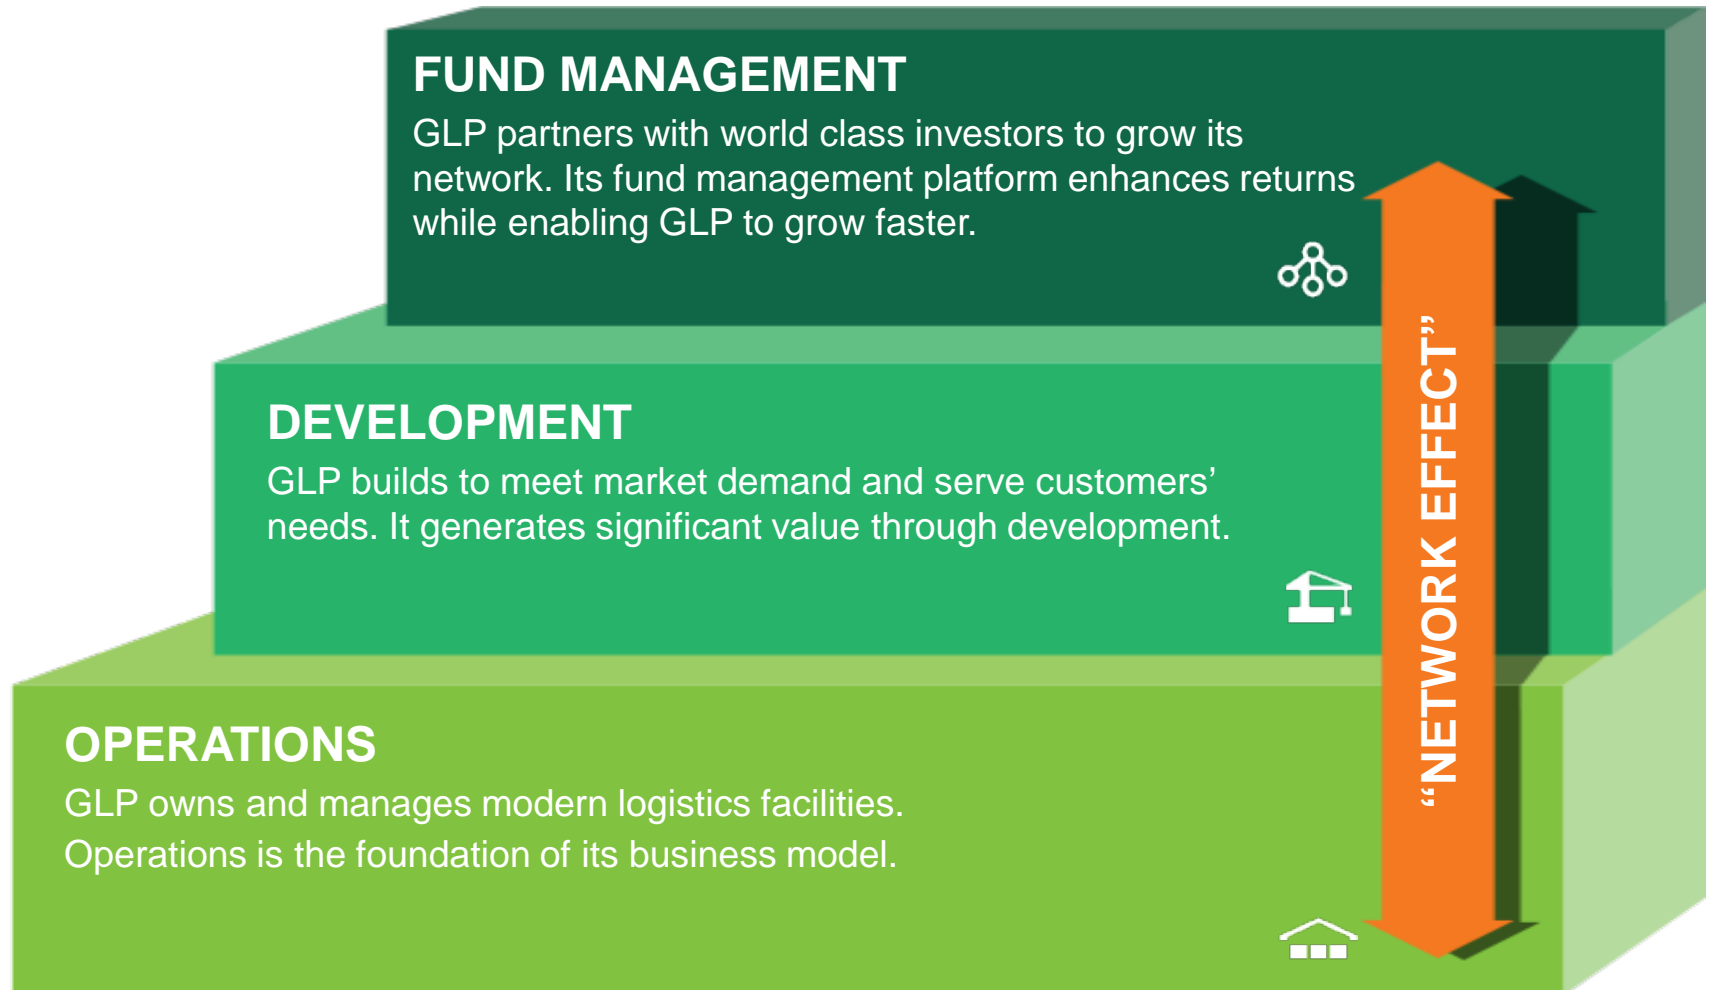 FUND MANAGEMENT
GLP partners with world class investors to grow its
network. Its fund management platform enhances returns
while enabling GLP to grow faster.
DEVELOPMENT
GLP builds to meet market demand and serve customers’
needs. It generates significant value through development.
OPERATIONS
GLP owns and manages modern logistics facilities.
Operations is the foundation of its business model.
“NETWORK EFFECT”